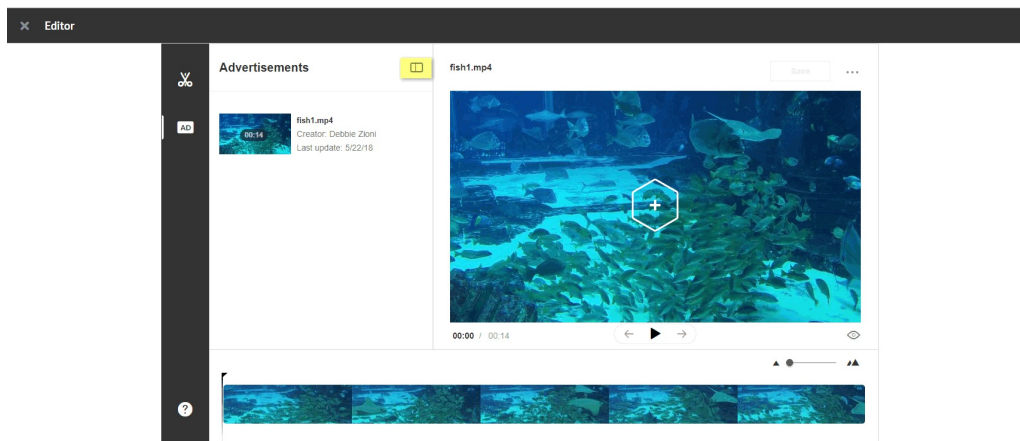 Editor
Advertisements
fish1.mp4
Save
AD
00:14
fish1.mp4
Creator: Debbie Zioni
Last update: 5/22/18
00:00 / 00:14
?